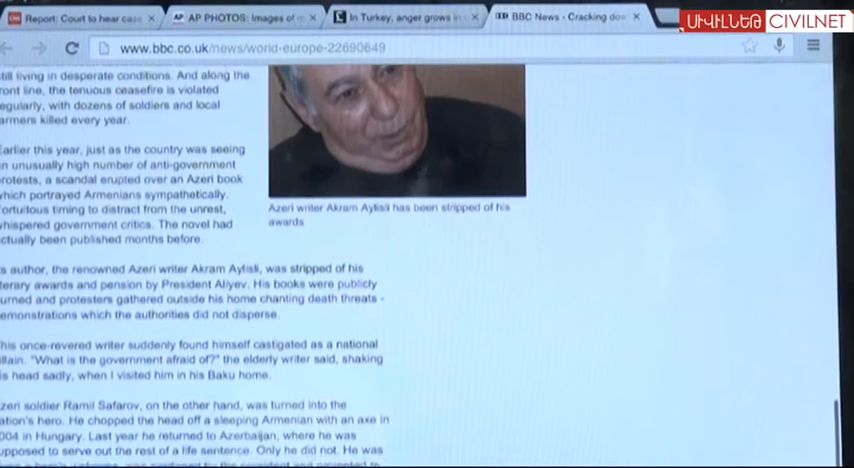 Report: Court to hear case
AP PHOTOS: Images of m
In Turkey, anger grows in
BBC News - Cracking dow
ՍԻՎԻԼՆԵԹ CIVILNET
www.bbc.co.uk/news/world-europe-22690649
till living in desperate conditions. And along the
ront line, the tenuous ceasefire is violated
egularly, with dozens of soldiers and local
armers killed every year.
Earlier this year, just as the country was seeing
n unusually high number of anti-government
rotests, a scandal erupted over an Azeri book
which portrayed Armenians sympathetically.
ortuitous timing to distract from the unrest,
whispered government critics. The novel had
ctually been published months before.
Azeri writer Akram Aylisli has been stripped of his
awards
s author, the renowned Azeri writer Akram Aylisli, was stripped of his
terary awards and pension by President Aliyev. His books were publicly
urned and protesters gathered outside his home chanting death threats -
emonstrations which the authorities did not disperse.
his once-revered writer suddenly found himself castigated as a national
illain. "What is the government afraid of?" the elderly writer said, shaking
is head sadly, when I visited him in his Baku home.
zeri soldier Ramil Safarov, on the other hand, was turned into the
ation's hero. He chopped the head off a sleeping Armenian with an axe in
004 in Hungary. Last year he returned to Azerbaijan, where he was
upposed to serve out the rest of a life sentence. Only he did not. He was